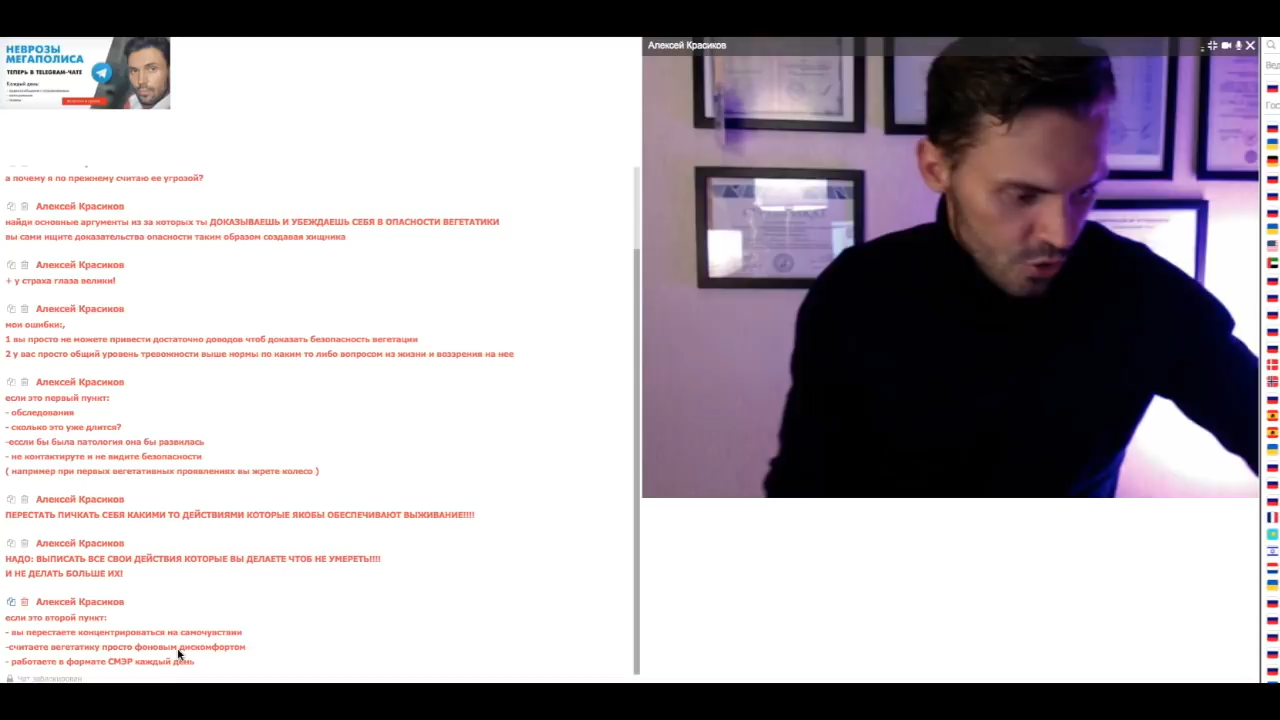 НЕВРОЗЫ
МЕГАПОЛИСА
ТЕПЕРЬ В TELEGRAM-ЧАТЕ
Каждый день:
а почему я по прежнему считаю ее угрозой?
Алексей Красиков
найди основные аргументы из за которых ты ДОКАЗЫВАЕШЬ И УБЕЖДАЕШЬ СЕБЯ В ОПАСНОСТИ ВЕГЕТАТИКИ
вы сами ищите доказательства опасности таким образом создавая хищника
Алексей Красиков
+ у страха глаза велики!
Алексей Красиков
мои ошибки:,
1 вы просто не можете привести достаточно доводов чтоб доказать безопасность вегетации
2 у вас просто общий уровень тревожности выше нормы по каким то либо вопросом из жизни и воззрения на нее
Алексей Красиков
если это первый пункт:
- обследования
- сколько это уже длится?
-ессли бы была патология она бы развилась
- не контактируте и не видите безопасности
( например при первых вегетативных проявлениях вы жрете колесо )
Алексей Красиков
ПЕРЕСТАТЬ ПИЧКАТЬ СЕБЯ КАКИМИ ТО ДЕЙСТВИЯМИ КОТОРЫЕ ЯКОБЫ ОБЕСПЕЧИВАЮТ ВЫЖИВАНИЕ!!!!
Алексей Красиков
НАДО: ВЫПИСАТЬ ВСЕ СВОИ ДЕЙСТВИЯ КОТОРЫЕ ВЫ ДЕЛАЕТЕ ЧТОБ НЕ УМЕРЕТЬ!!!!
И НЕ ДЕЛАТЬ БОЛЬШЕ ИХ!
Алексей Красиков
если это второй пункт:
- вы перестаете концентрироваться на самочувствии
-считаете вегетатику просто фоновым дискомфортом
- работаете в формате СМЭР каждый день
Чат заблокирован
Алексей Красиков
Вед
Гос